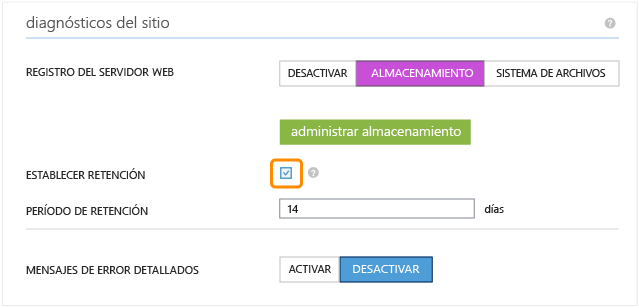 diagnósticos del sitio ?
REGISTRO DEL SERVIDOR WEB DESACTIVAR ALMACENAMIENTO SISTEMA DE ARCHIVOS
administrar almacenamiento
ESTABLECER RETENCIÓN ?
PERÍODO DE RETENCIÓN 14 días
MENSAJES DE ERROR DETALLADOS ACTIVAR DESACTIVAR